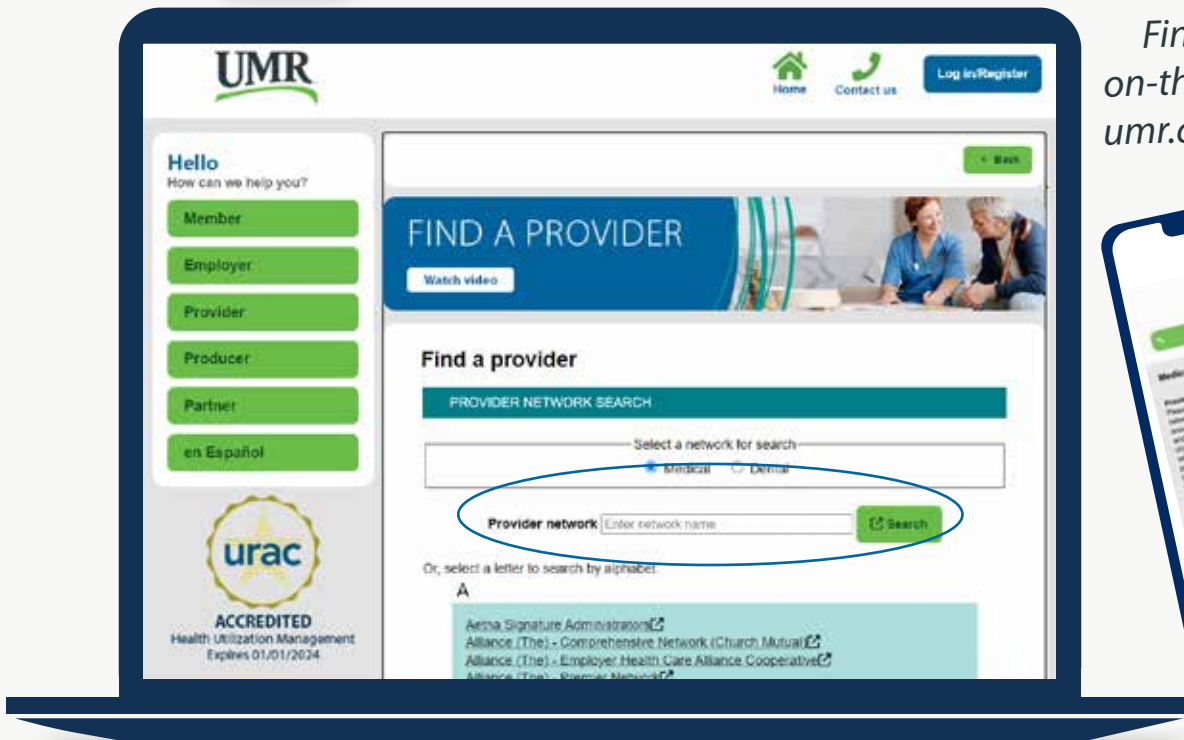 UMR
Home
Contact us
Log in/Register
Hello
How can we help you?
Member
Employer
Provider
Producer
Partner
en Español
urac
ACCREDITED
Health Utilization Management
Expires 01/01/2024
< Back
FIND A PROVIDER
Watch video
Find a provider
PROVIDER NETWORK SEARCH
Select a network for search
Medical Dental
Provider network Enter network name Search
Or, select a letter to search by alphabet.
A
Aetna Signature Administrators
Alliance (The) - Comprehensive Network (Church Mutual)
Alliance (The) - Employer Health Care Alliance Cooperative
Alliance (The) - Premier Network
Fin
on-th
umr.c